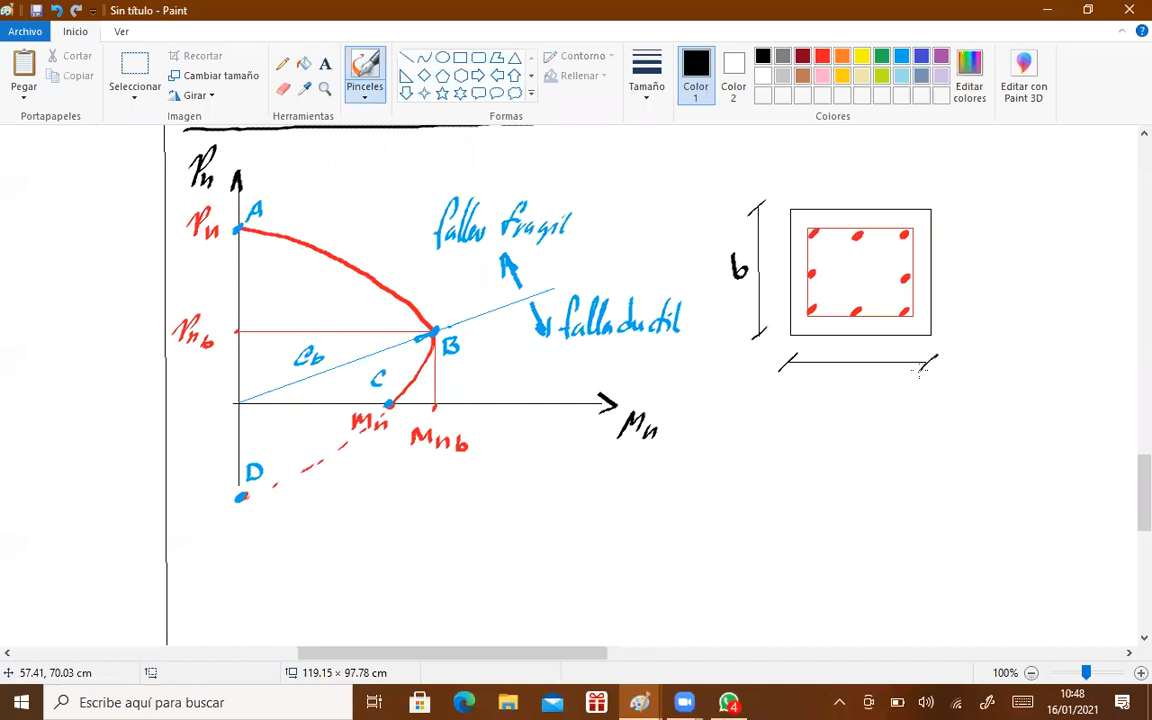 Sin título - Paint
Archivo
Inicio
Ver
Pegar
Cortar
Copiar
Portapapeles
Seleccionar
Recortar
Cambiar tamaño
Girar
Imagen
A
Herramientas
Pinceles
Formas
Contorno
Rellenar
Tamaño
Color
1
Color
2
Editar
colores
Colores
Editar con
Paint 3D
Pn
A
Pn
falla fragil
b
falla ductil
Pnb
B
Cb
C
Mn
Mnb
Mn
D
57.41, 70.03 cm
119.15 × 97.78 cm
100%
Escribe aquí para buscar
4
10:48
16/01/2021